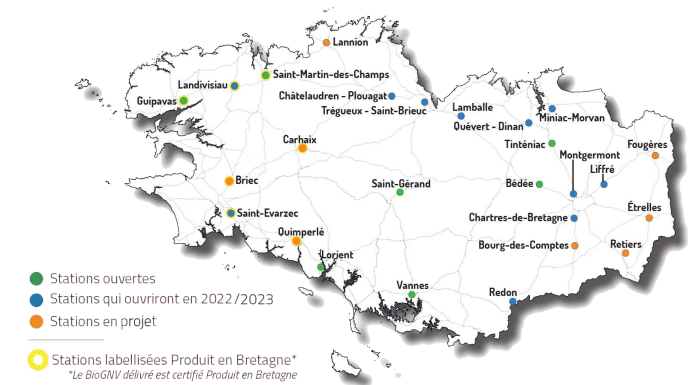 Lannion
Saint-Martin-des-Champs
Landivisiau
Guipavas
Châtelaudren - Plouagat
Trégueux - Saint-Brieuc
Lamballe
Quévert - Dinan
Miniac-Morvan
Carhaix
Tinténiac
Fougères
Montgermont
Liffré
Briec
Saint-Gérand
Bédée
Saint-Evarzec
Chartres-de-Bretagne
Étrelles
Quimperlé
Bourg-des-Comptes
Retiers
Lorient
Vannes
Redon
Stations ouvertes
Stations qui ouvriront en 2022/2023
Stations en projet
Stations labellisées Produit en Bretagne*
*Le BioGNV délivré est certifié Produit en Bretagne